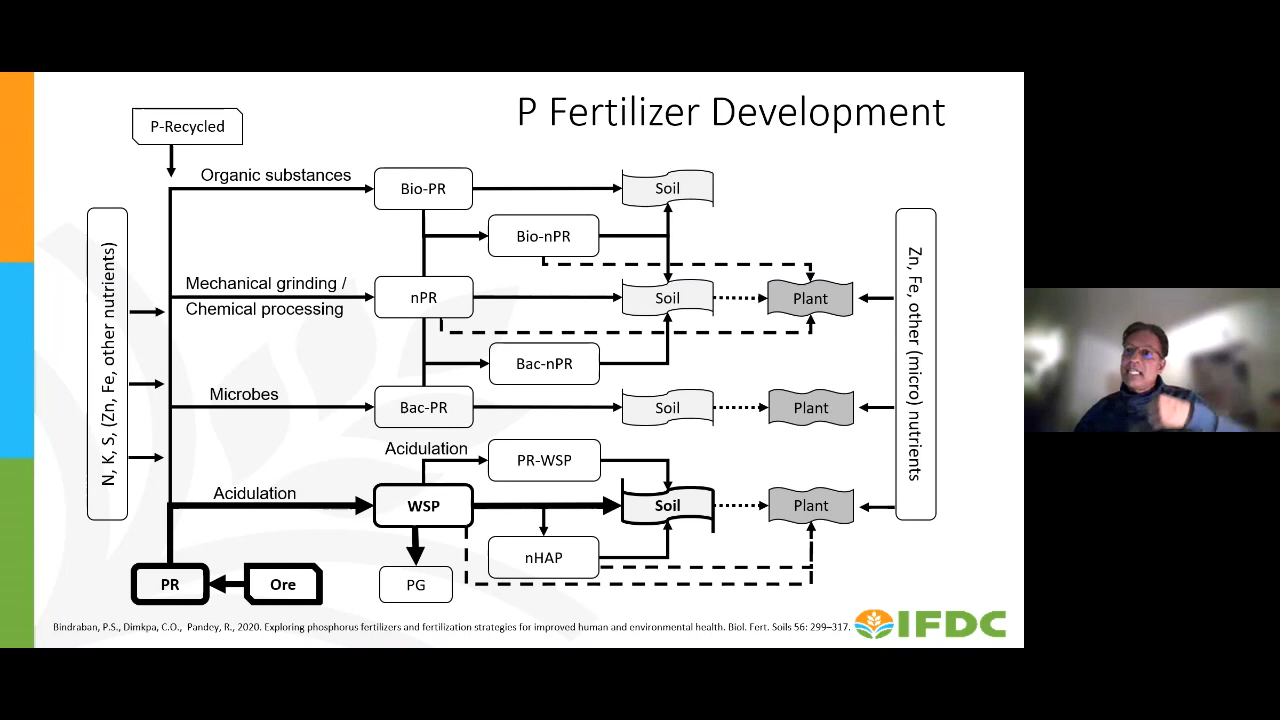 P Fertilizer Development
P-Recycled
Organic substances
Bio-PR
Soil
Bio-nPR
N, K, S, (Zn, Fe, other nutrients)
Zn, Fe, other (micro) nutrients
Mechanical grinding /
Chemical processing
nPR
Soil
Plant
Bac-nPR
Microbes
Bac-PR
Soil
Plant
Acidulation
PR-WSP
Acidulation
WSP
Soil
Plant
nHAP
PR
Ore
PG
Bindraban, P.S., Dimkpa, C.O., Pandey, R., 2020. Exploring phosphorus fertilizers and fertilization strategies for improved human and environmental health. Biol. Fert. Soils 56: 299–317.
IFDC